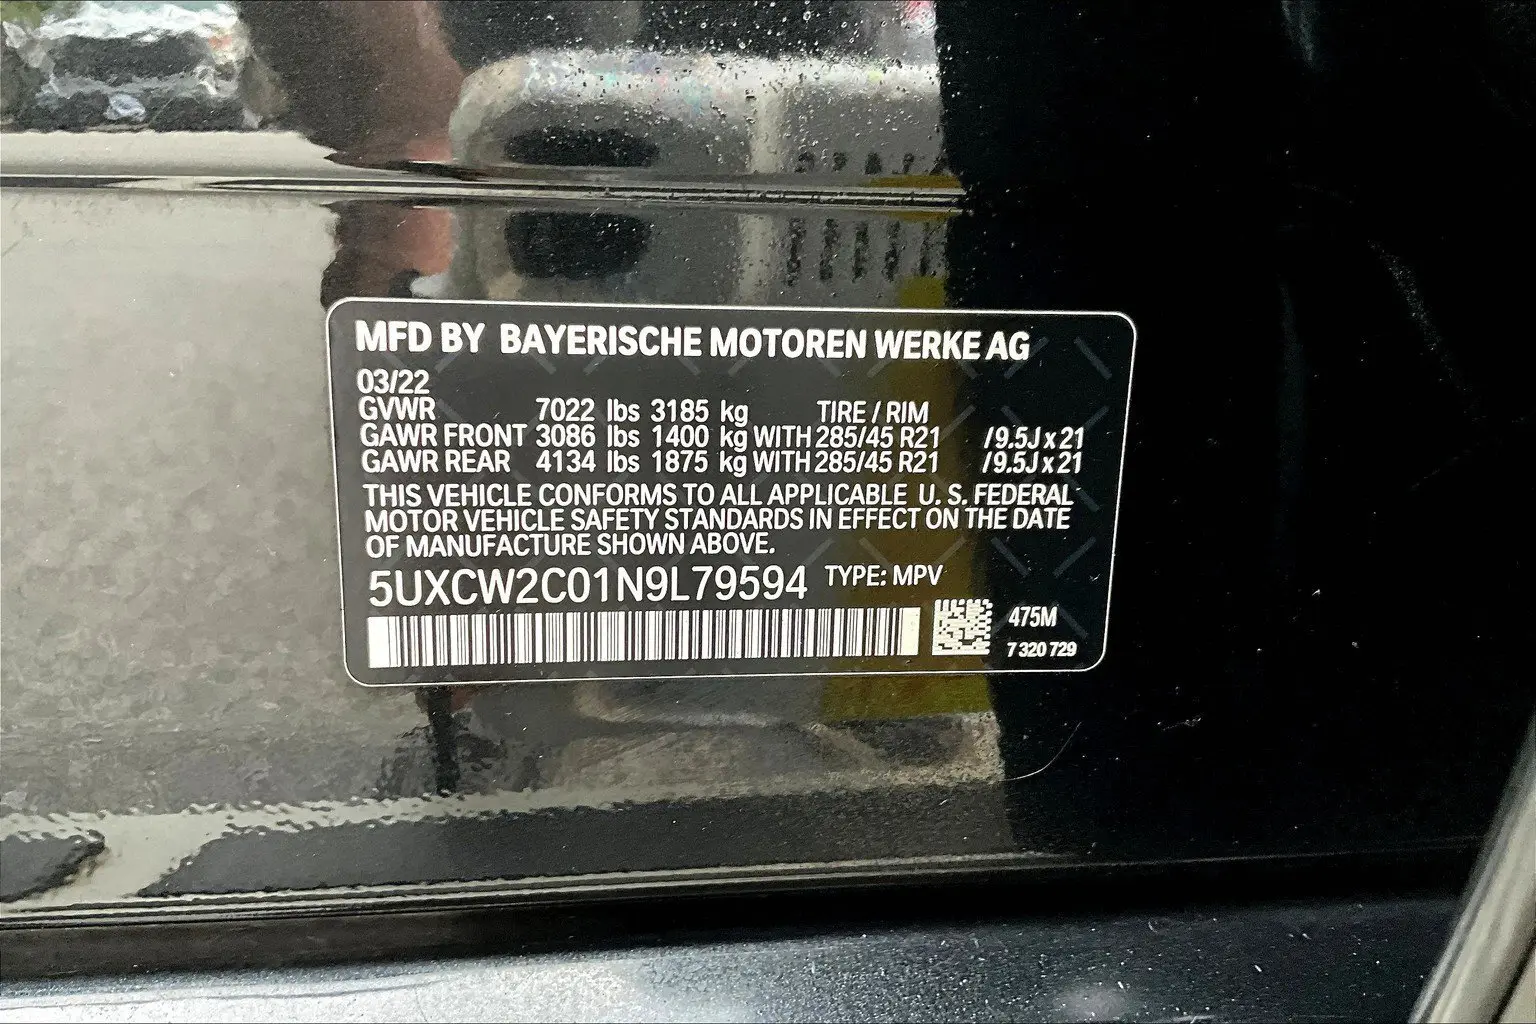 MFD BY BAYERISCHE MOTOREN WERKE AG
03/22
GVWR 7022 lbs 3185 kg TIRE / RIM
GAWR FRONT 3086 lbs 1400 kg WITH 285/45 R21 /9.5J x 21
GAWR REAR 4134 lbs 1875 kg WITH 285/45 R21 /9.5J x 21
THIS VEHICLE CONFORMS TO ALL APPLICABLE U. S. FEDERAL
MOTOR VEHICLE SAFETY STANDARDS IN EFFECT ON THE DATE
OF MANUFACTURE SHOWN ABOVE.
5UXCW2C01N9L79594 TYPE: MPV
475M
7 320 729